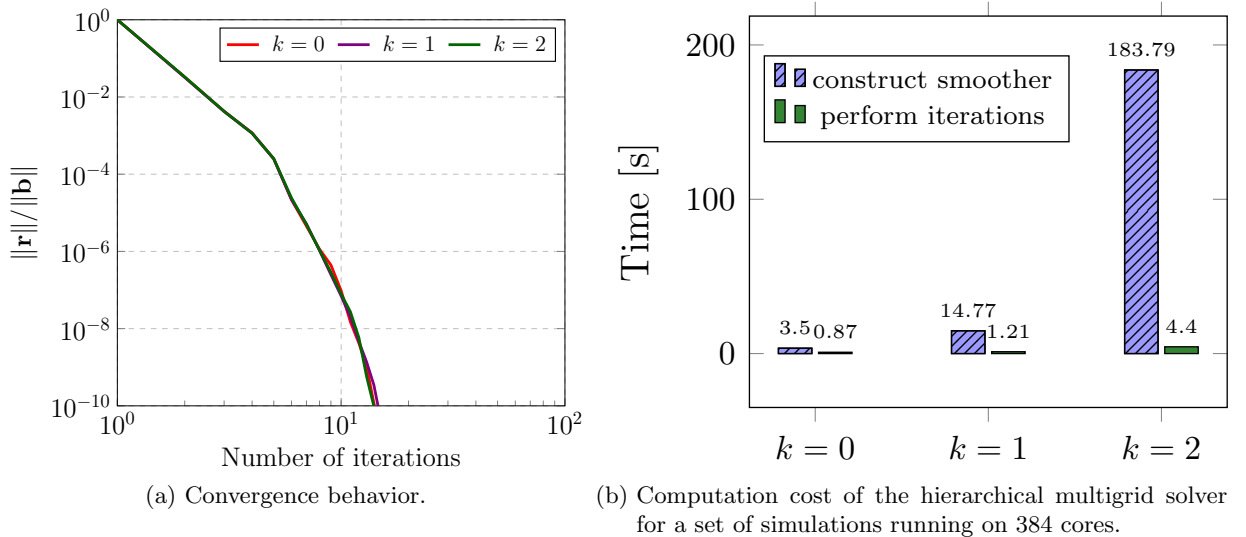 10^0
10^-2
10^-4
10^-6
10^-8
10^-10
‖r‖/‖b‖
k = 0 k = 1 k = 2
10^0 10^1 10^2
Number of iterations
(a) Convergence behavior.
200
100
0
Time [s]
construct smoother
perform iterations
3.5 0.87
14.77 1.21
183.79 4.4
k = 0 k = 1 k = 2
(b) Computation cost of the hierarchical multigrid solver
for a set of simulations running on 384 cores.